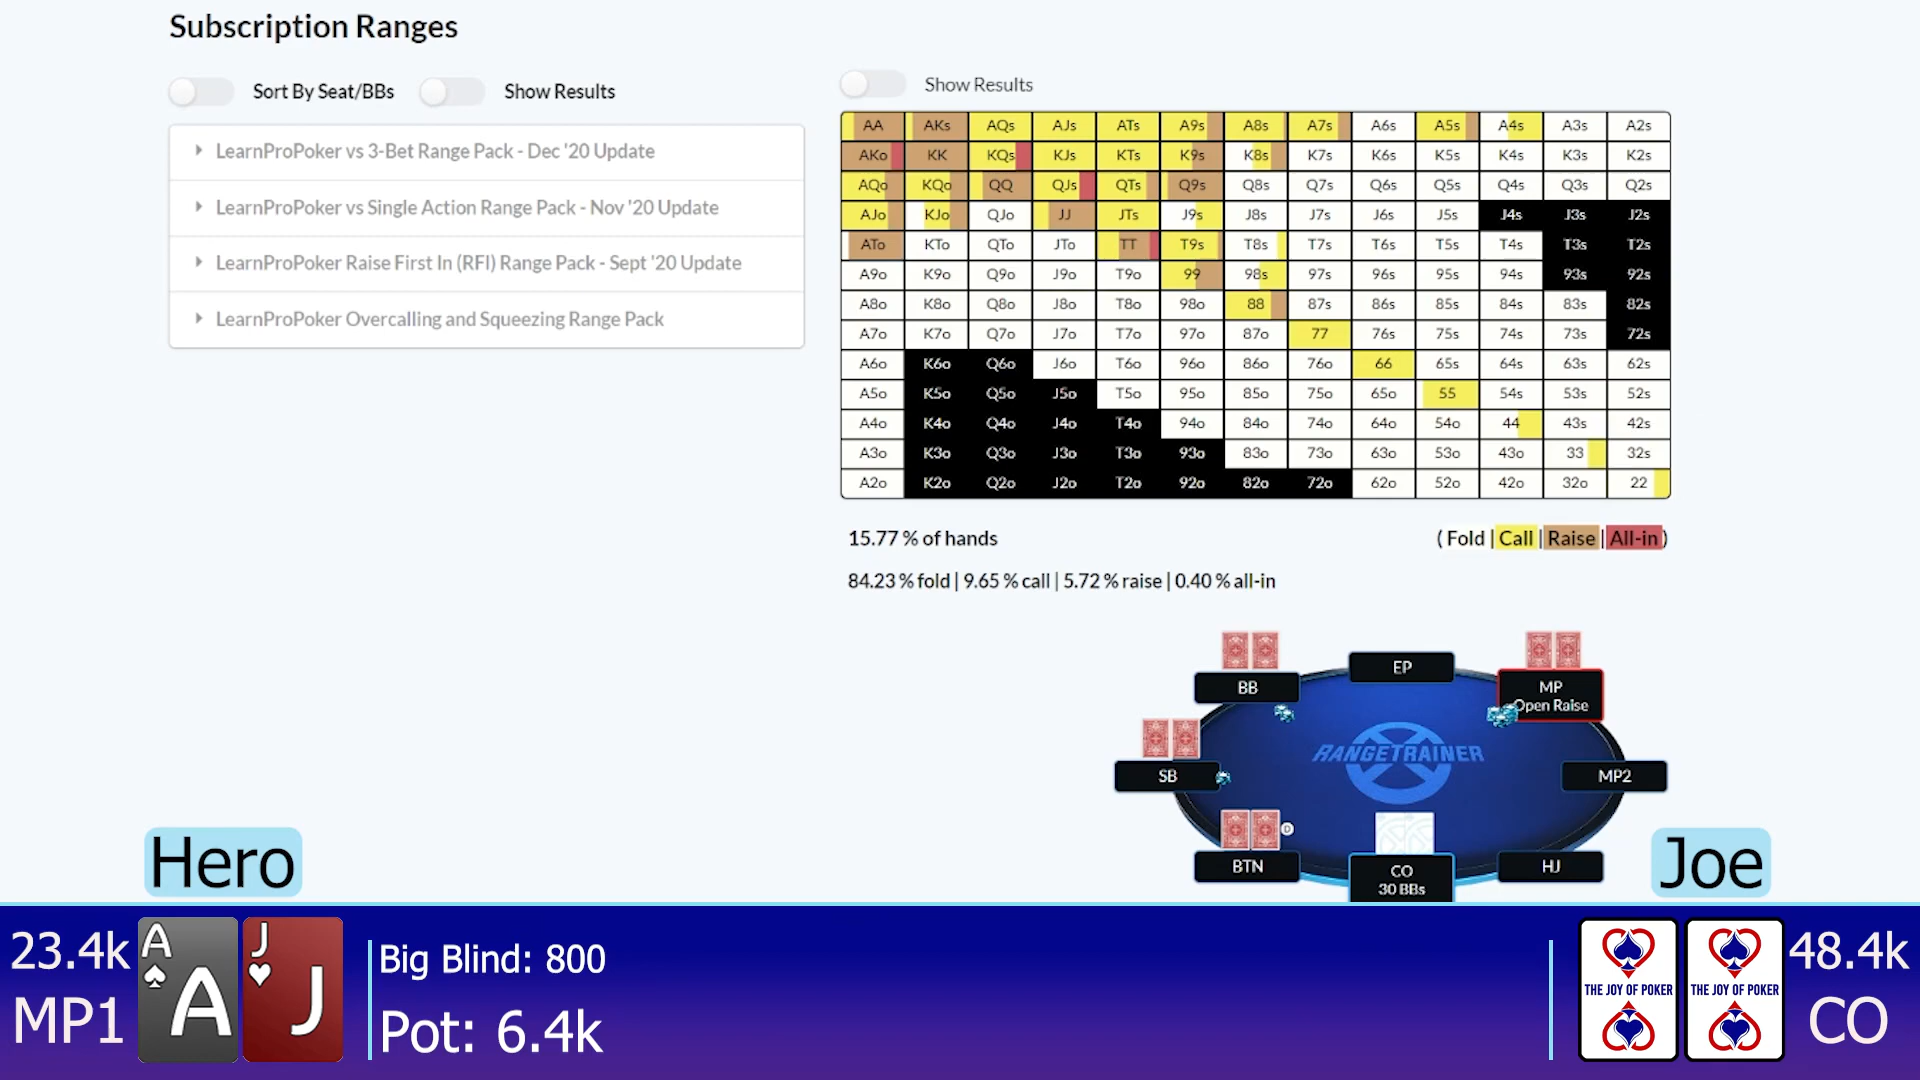 Subscription Ranges
Sort By Seat/BBs Show Results
LearnProPoker vs 3-Bet Range Pack - Dec '20 Update
LearnProPoker vs Single Action Range Pack - Nov '20 Update
LearnProPoker Raise First In (RFI) Range Pack - Sept '20 Update
LearnProPoker Overcalling and Squeezing Range Pack
Show Results
AA AKs AQs AJs ATs A9s A8s A7s A6s A5s A4s A3s A2s
AKo KK KQs KJs KTs K9s K8s K7s K6s K5s K4s K3s K2s
AQo KQo QQ QJs QTs Q9s Q8s Q7s Q6s Q5s Q4s Q3s Q2s
AJo KJo QJo JJ JTs J9s J8s J7s J6s J5s J4s J3s J2s
ATo KTo QTo JTo TT T9s T8s T7s T6s T5s T4s T3s T2s
A9o K9o Q9o J9o T9o 99 98s 97s 96s 95s 94s 93s 92s
A8o K8o Q8o J8o T8o 98o 88 87s 86s 85s 84s 83s 82s
A7o K7o Q7o J7o T7o 97o 87o 77 76s 75s 74s 73s 72s
A6o K6o Q6o J6o T6o 96o 86o 76o 66 65s 64s 63s 62s
A5o K5o Q5o J5o T5o 95o 85o 75o 65o 55 54s 53s 52s
A4o K4o Q4o J4o T4o 94o 84o 74o 64o 54o 44 43s 42s
A3o K3o Q3o J3o T3o 93o 83o 73o 63o 53o 43o 33 32s
A2o K2o Q2o J2o T2o 92o 82o 72o 62o 52o 42o 32o 22
15.77 % of hands
( Fold | Call | Raise | All-in )
84.23 % fold | 9.65 % call | 5.72 % raise | 0.40 % all-in
EP
BB
MP
Open Raise
RANGETRAINER
SB
MP2
D
BTN
CO
30 BBs
HJ
Hero
Joe
23.4k
MP1
A
A
J
J
Big Blind: 800
Pot: 6.4k
THE JOY OF POKER
THE JOY OF POKER
48.4k
CO